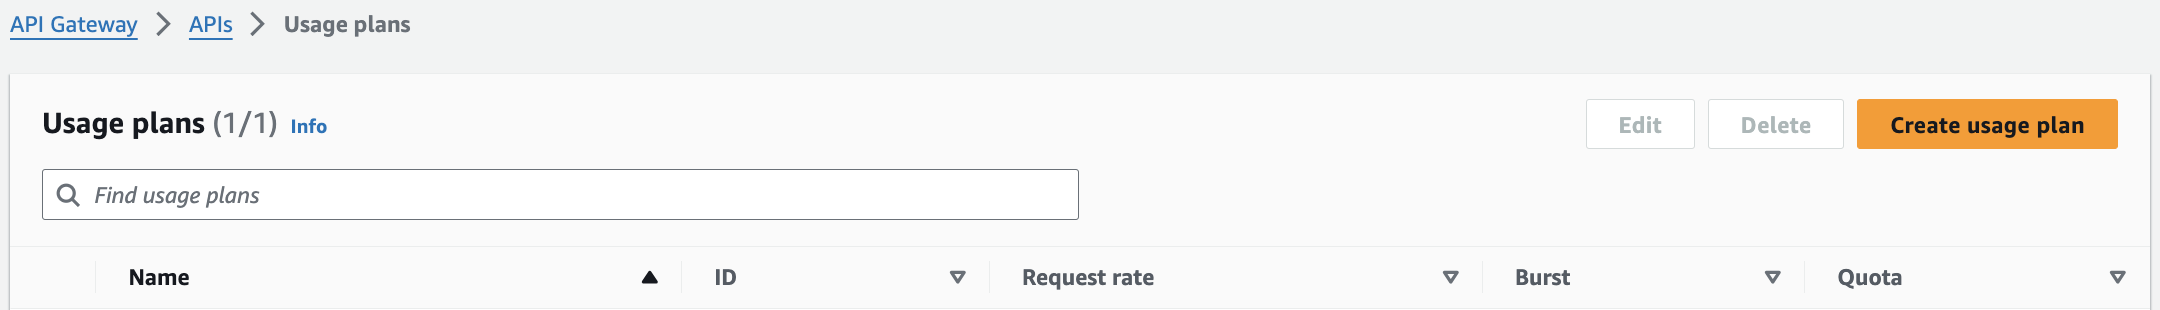 API Gateway > APIs > Usage plans
Usage plans (1/1) Info
Edit Delete Create usage plan
Find usage plans
Name ID Request rate Burst Quota